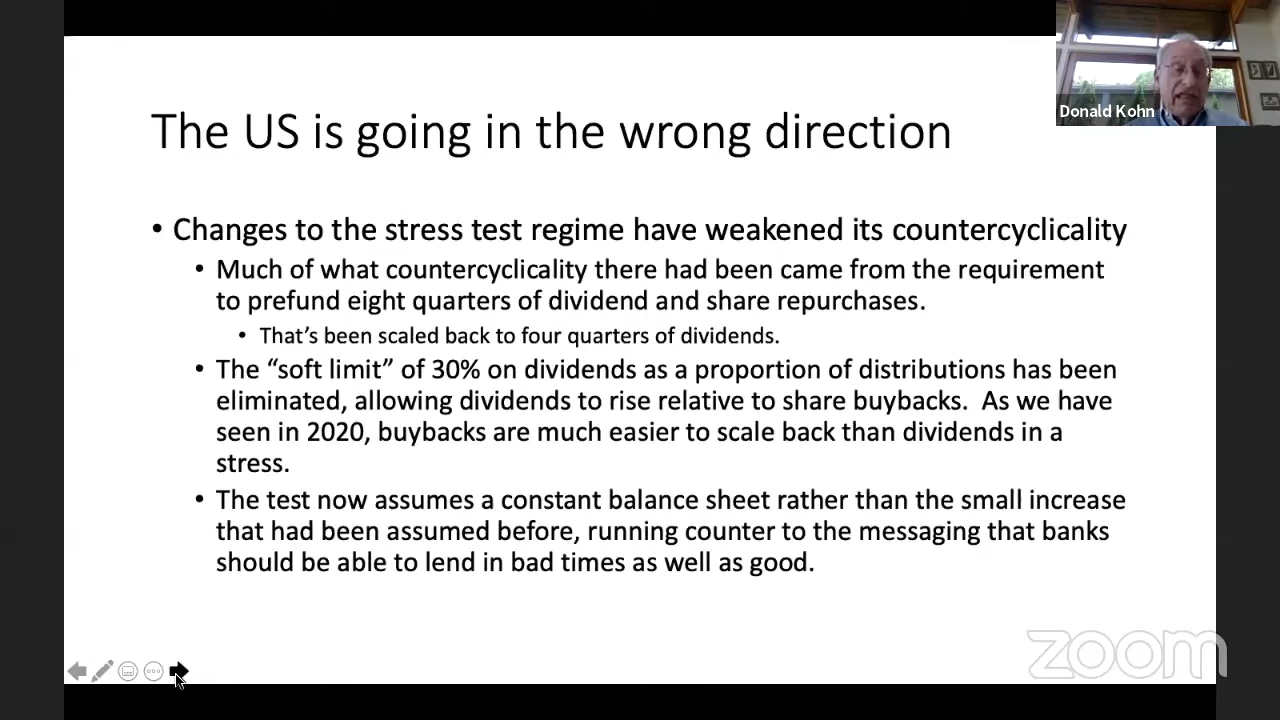 Donald Kohn
The US is going in the wrong direction
• Changes to the stress test regime have weakened its countercyclicality
• Much of what countercyclicality there had been came from the requirement
to prefund eight quarters of dividend and share repurchases.
• That’s been scaled back to four quarters of dividends.
• The “soft limit” of 30% on dividends as a proportion of distributions has been
eliminated, allowing dividends to rise relative to share buybacks.  As we have
seen in 2020, buybacks are much easier to scale back than dividends in a
stress.
• The test now assumes a constant balance sheet rather than the small increase
that had been assumed before, running counter to the messaging that banks
should be able to lend in bad times as well as good.
zoom